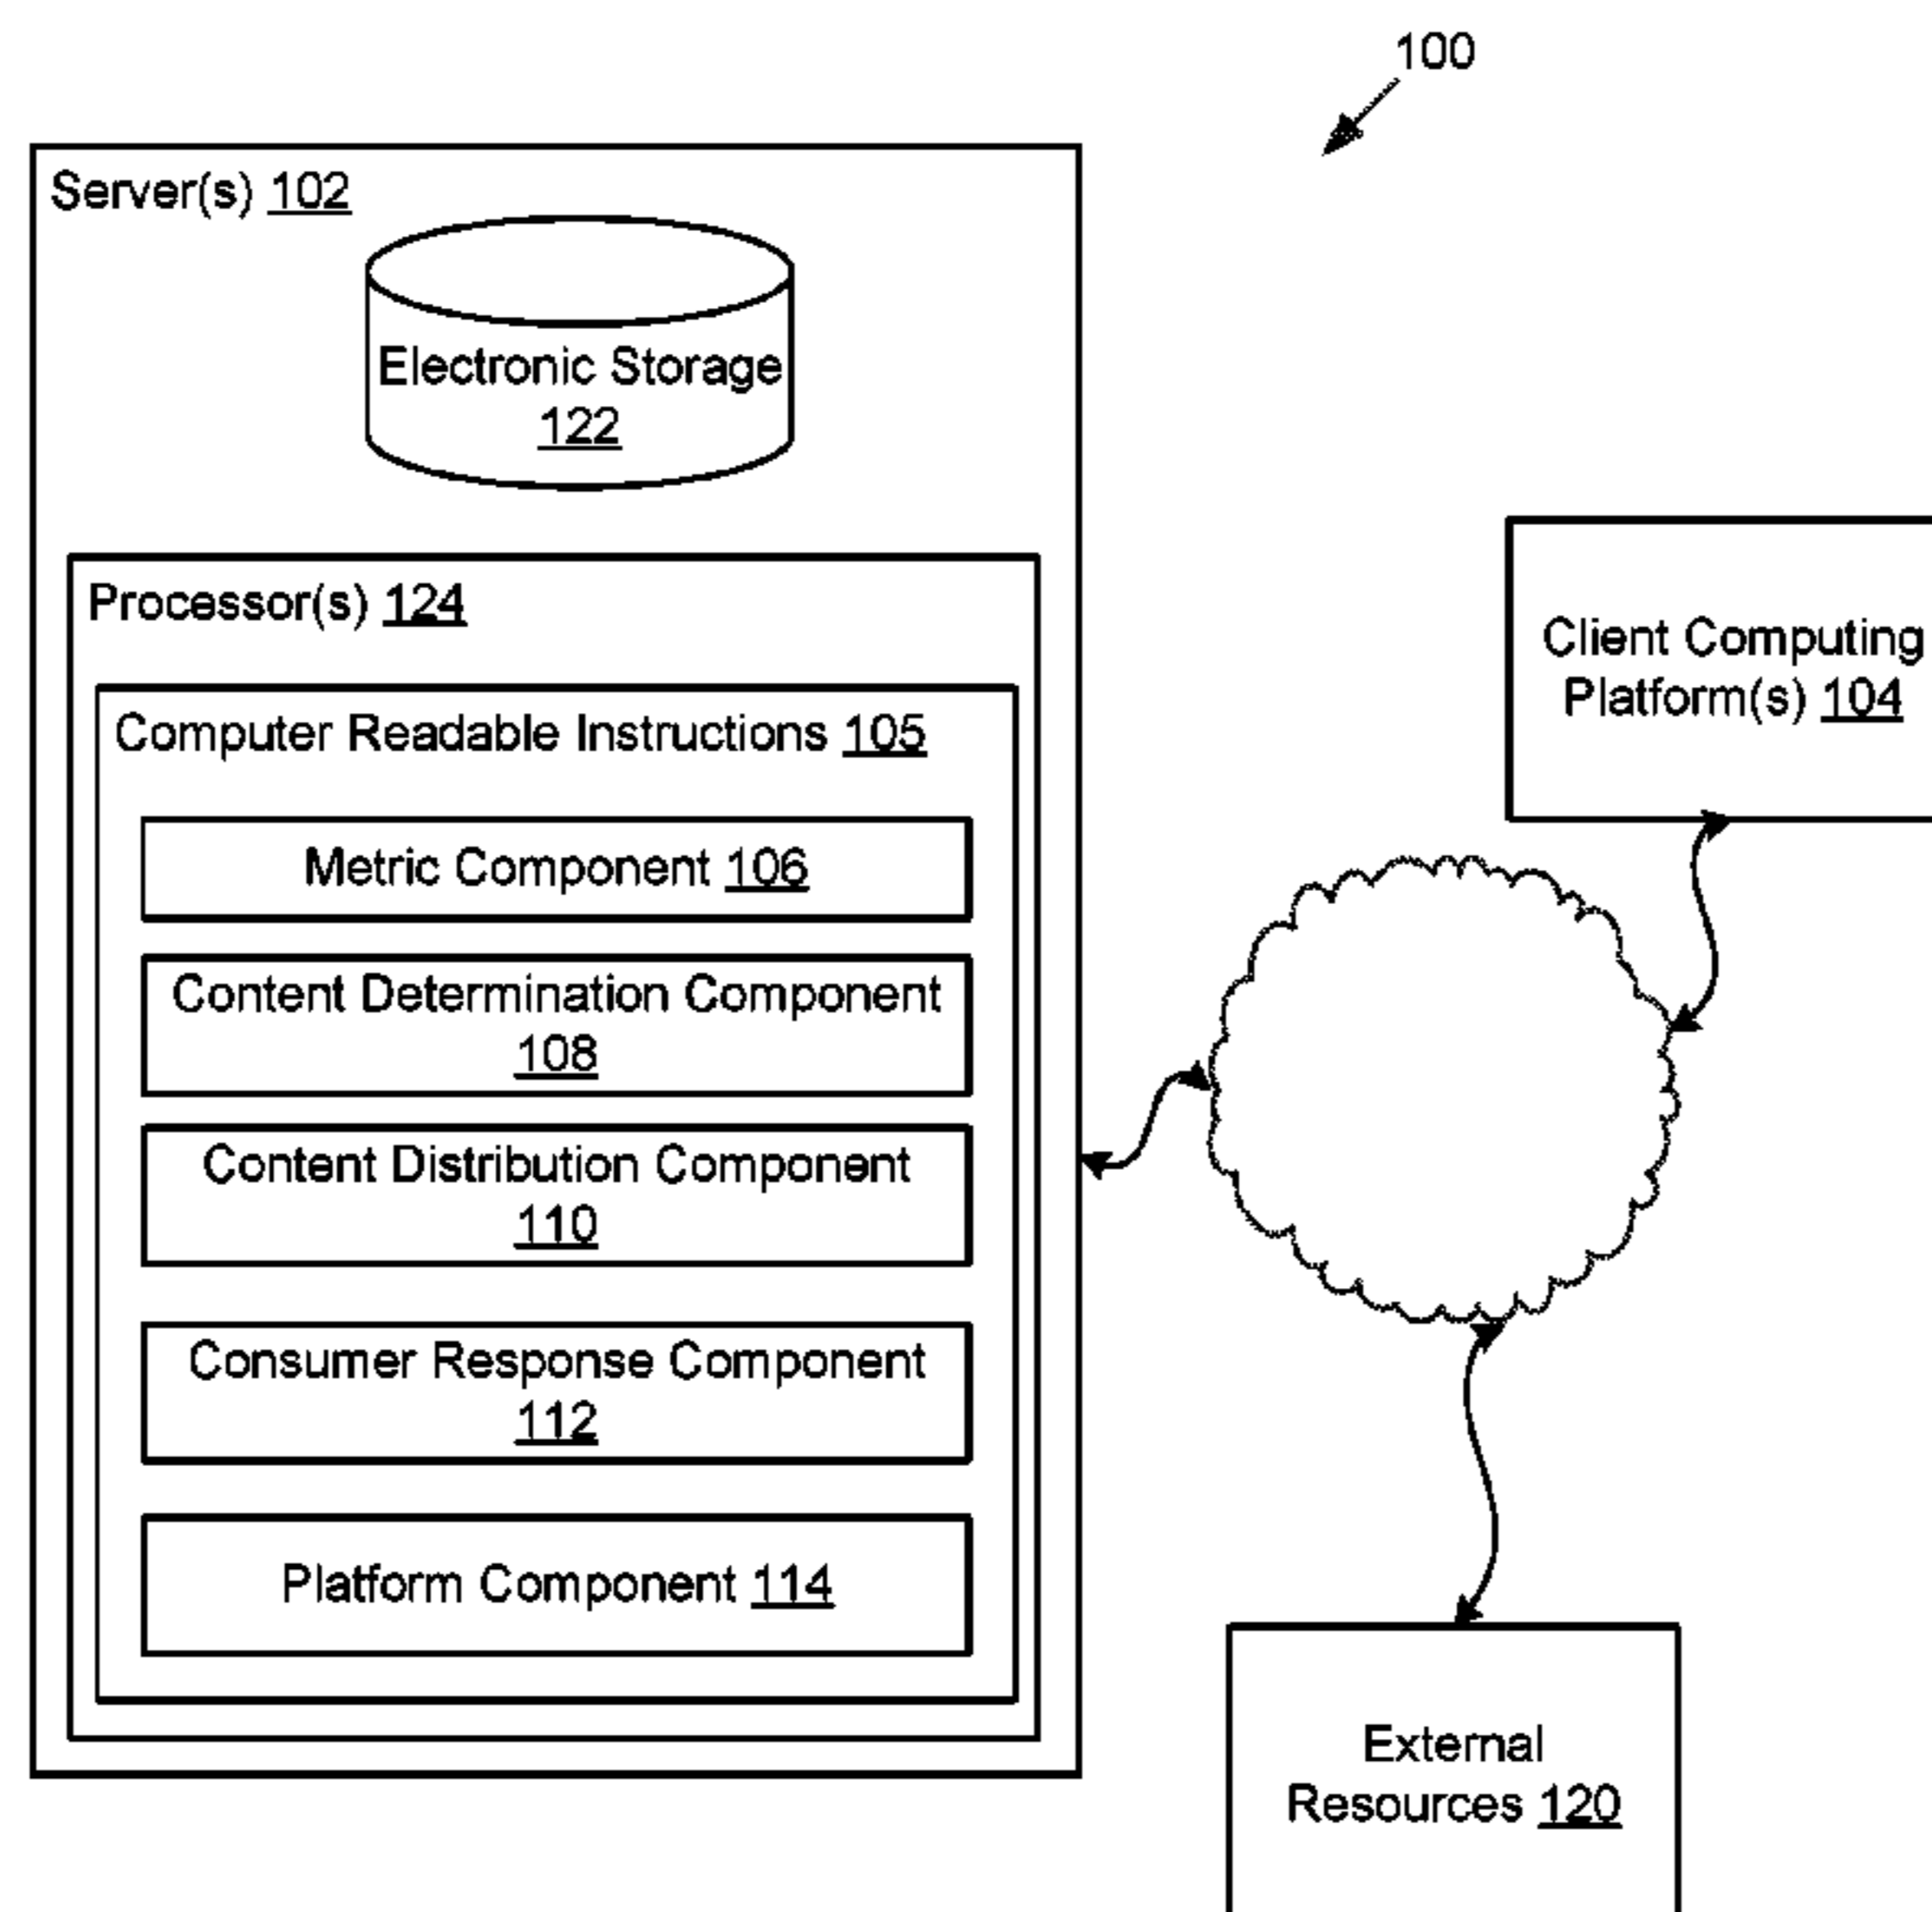 100
Server(s) 102
Electronic Storage
122
Processor(s) 124
Computer Readable Instructions 105
Metric Component 106
Content Determination Component
108
Content Distribution Component
110
Consumer Response Component
112
Platform Component 114
Client Computing
Platform(s) 104
External
Resources 120